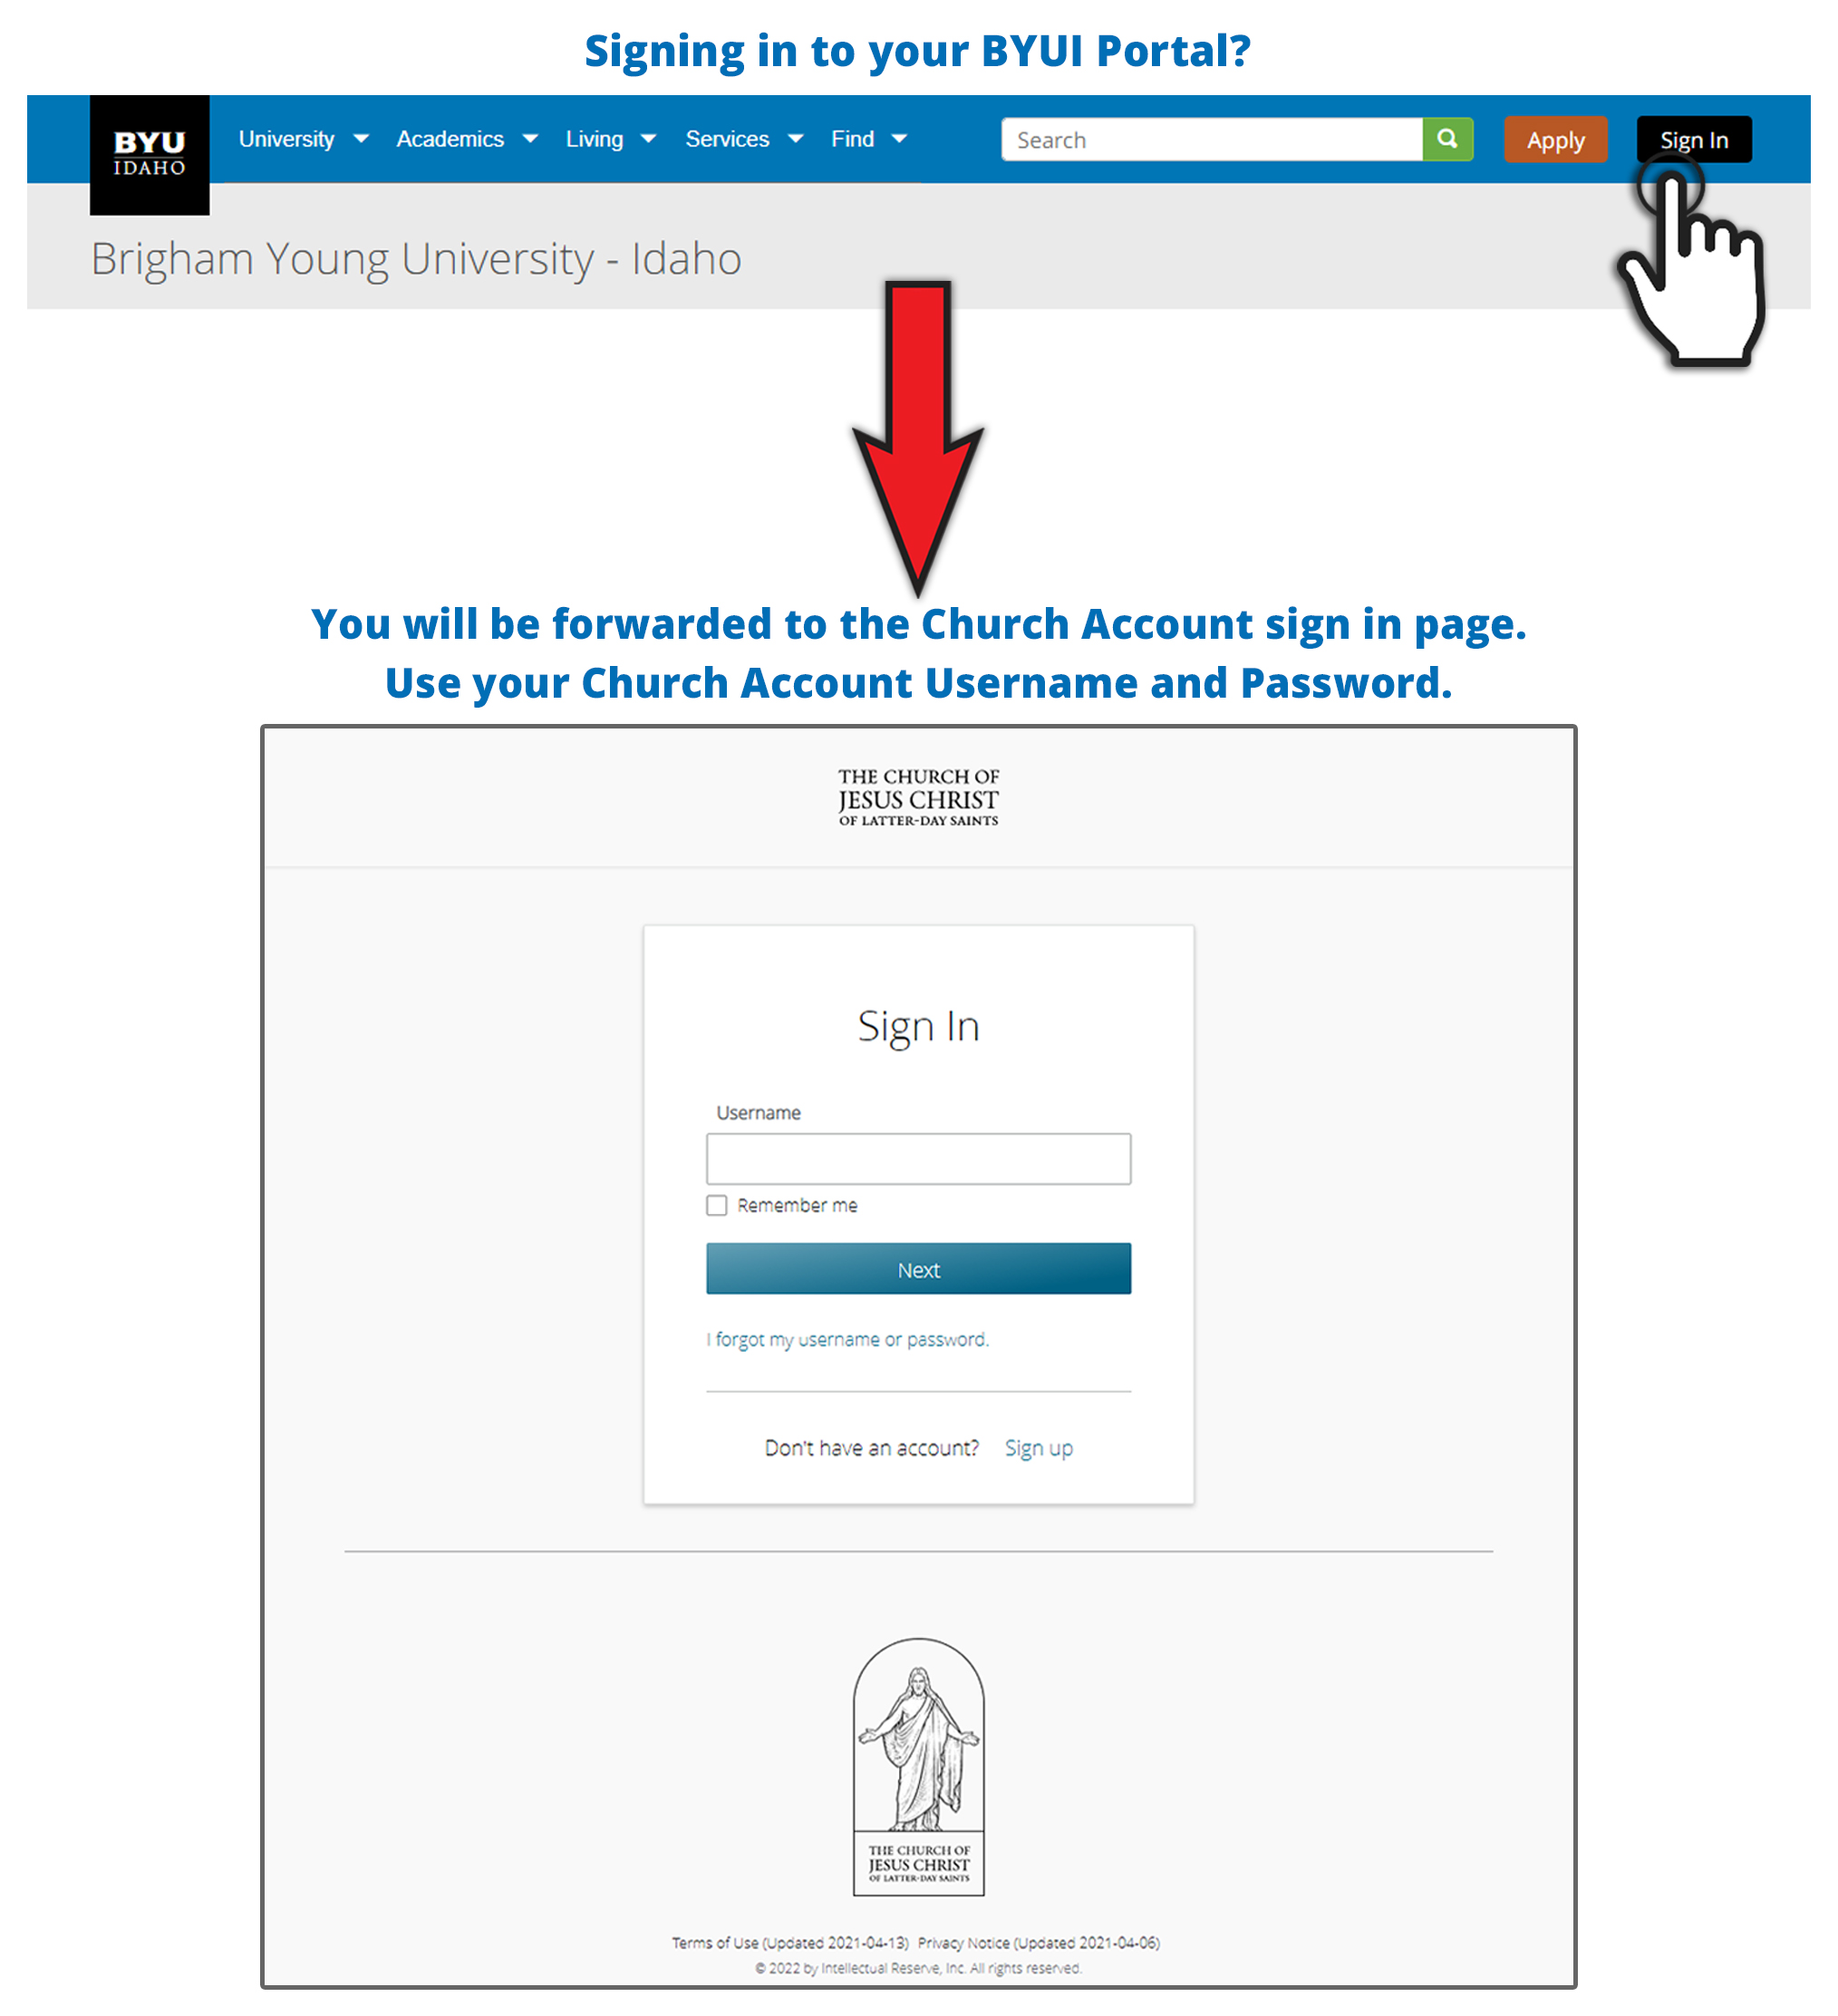 Signing in to your BYUI Portal?
BYU
IDAHO
University Academics Living Services Find Search Apply Sign In
Brigham Young University - Idaho
You will be forwarded to the Church Account sign in page.
Use your Church Account Username and Password.
THE CHURCH OF
JESUS CHRIST
OF LATTER-DAY SAINTS
Sign In
Username
Remember me
Next
I forgot my username or password.
Don't have an account? Sign up
THE CHURCH OF
JESUS CHRIST
OF LATTER-DAY SAINTS
Terms of Use (Updated 2021-04-13) Privacy Notice (Updated 2021-04-06)
© 2022 by Intellectual Reserve, Inc. All rights reserved.